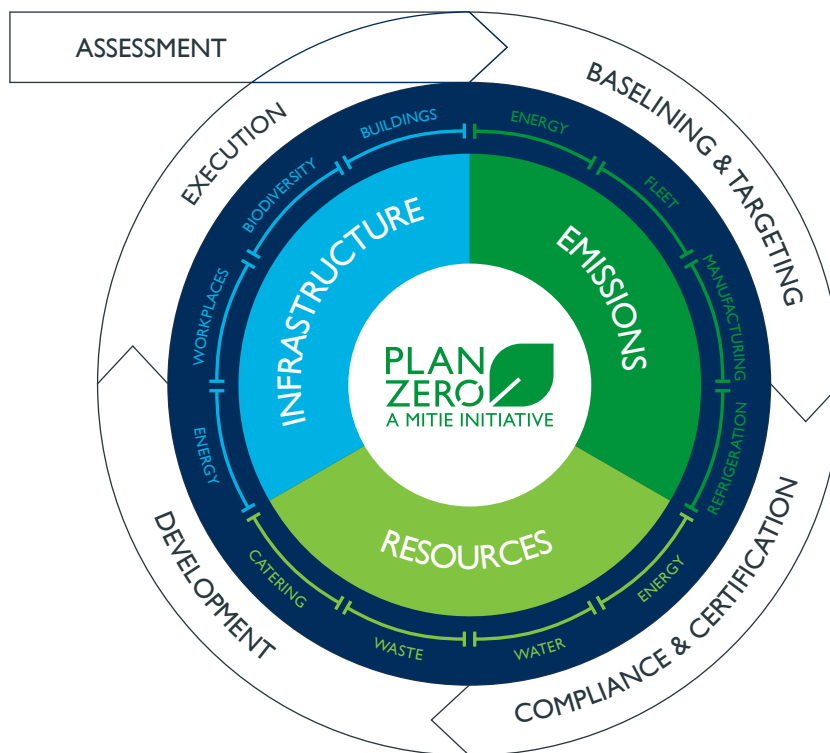 ASSESSMENT
BASELINING & TARGETING
COMPLIANCE & CERTIFICATION
DEVELOPMENT
EXECUTION
ENERGY
FLEET
MANUFACTURING
REFRIGERATION
ENERGY
WATER
WASTE
CATERING
ENERGY
WORKPLACES
BIODIVERSITY
BUILDINGS
EMISSIONS
RESOURCES
INFRASTRUCTURE
PLAN
ZERO
A MITIE INITIATIVE